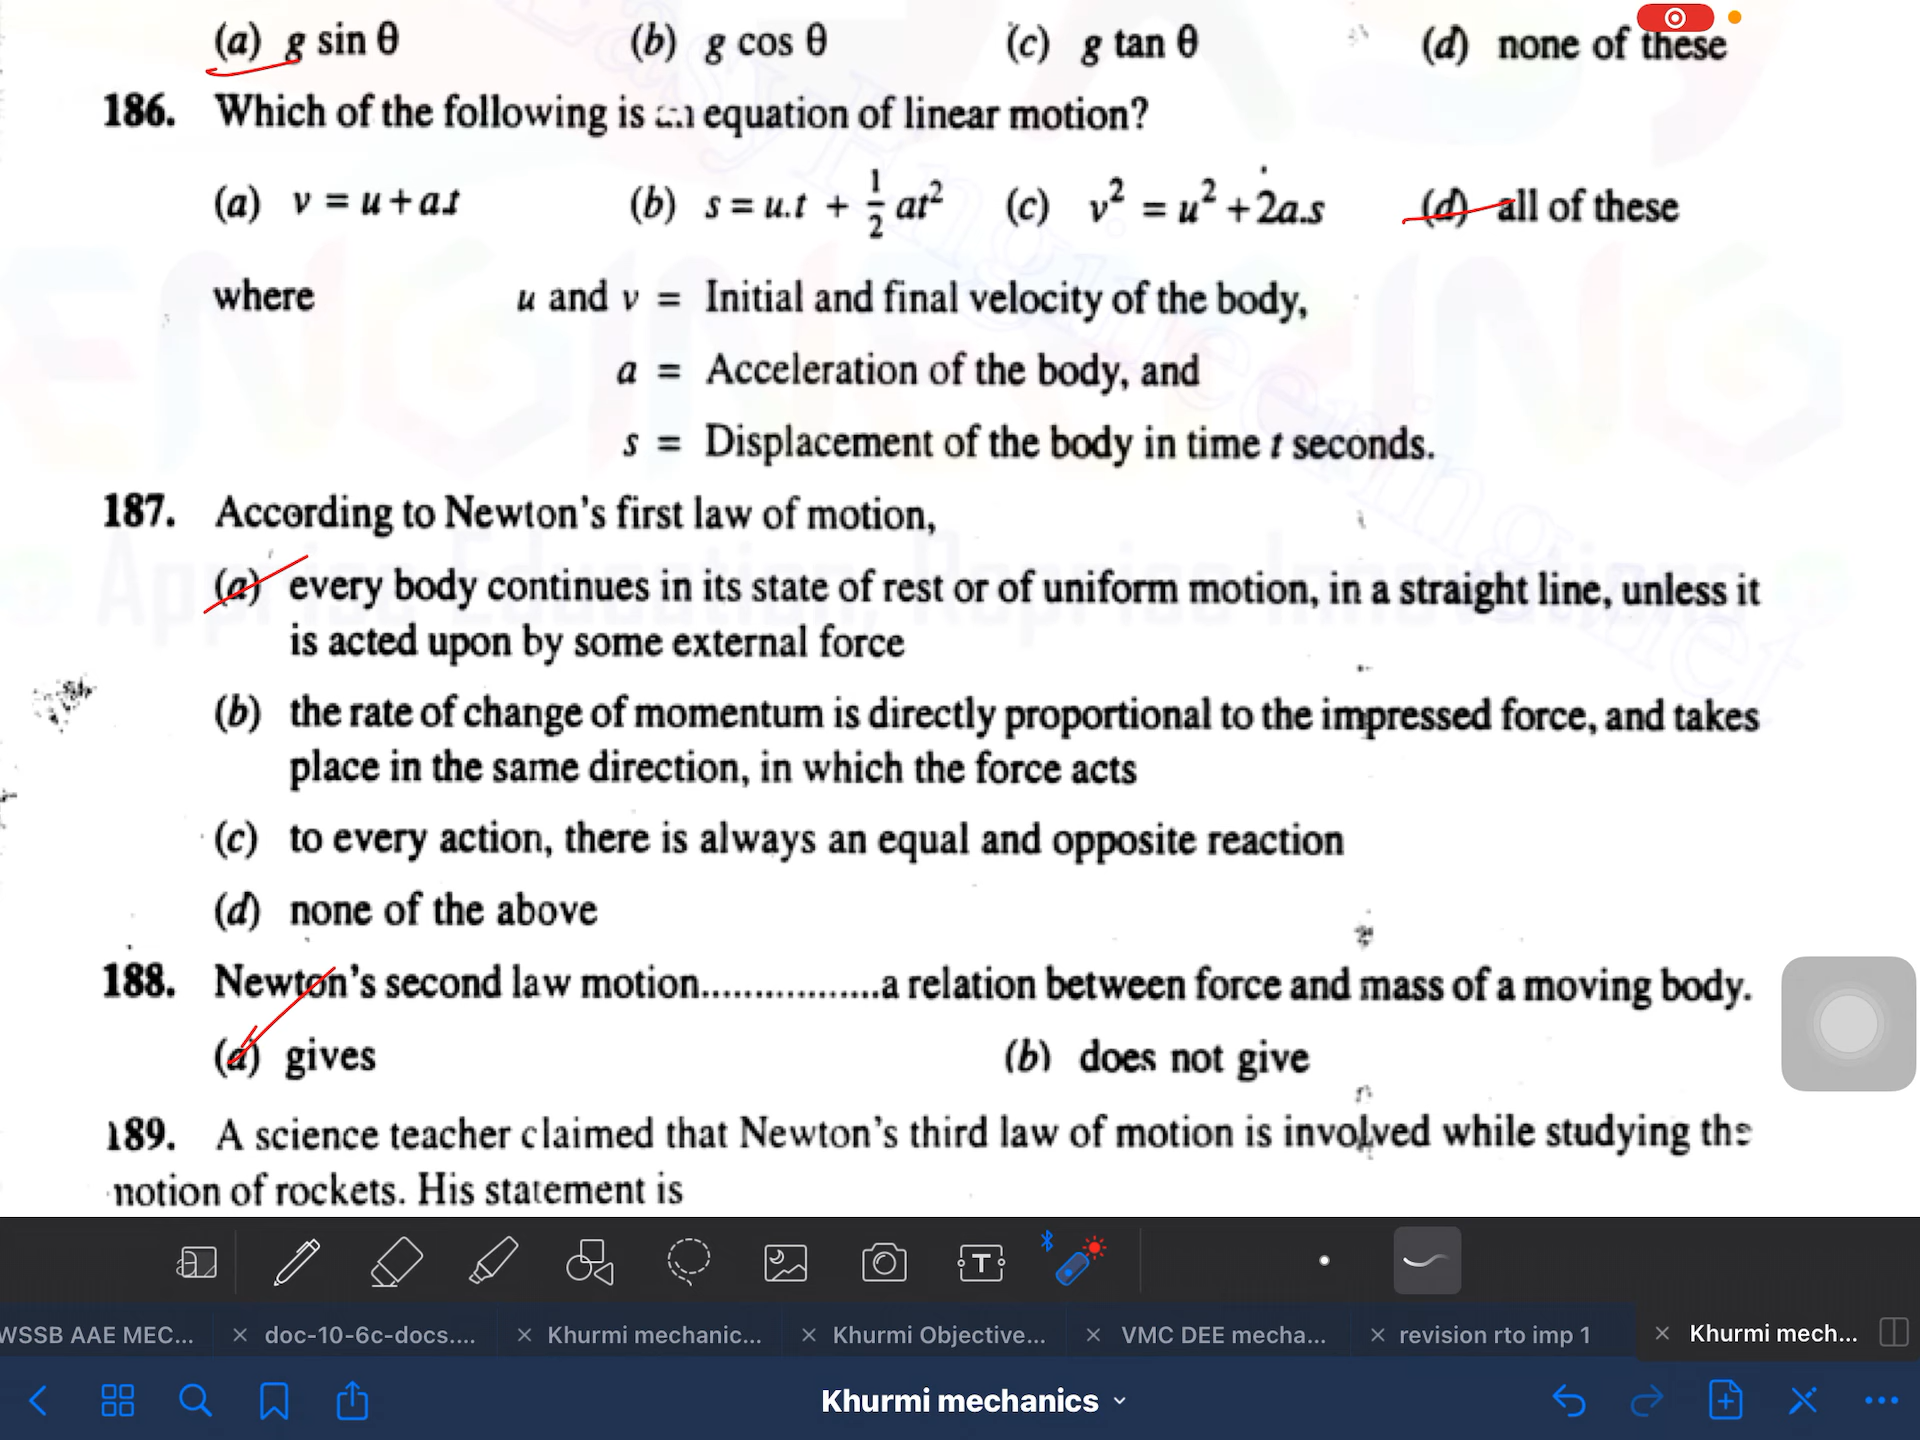 (a) g sin θ (b) g cos θ (c) g tan θ (d) none of these
186. Which of the following is an equation of linear motion?
(a) v = u + a.t (b) s = u.t + 1/2 at² (c) v² = u² + 2a.s (d) all of these
where u and v = Initial and final velocity of the body,
a = Acceleration of the body, and
s = Displacement of the body in time t seconds.
187. According to Newton's first law of motion,
(a) every body continues in its state of rest or of uniform motion, in a straight line, unless it
is acted upon by some external force
(b) the rate of change of momentum is directly proportional to the impressed force, and takes
place in the same direction, in which the force acts
(c) to every action, there is always an equal and opposite reaction
(d) none of the above
188. Newton's second law motion.................a relation between force and mass of a moving body.
(a) gives (b) does not give
189. A science teacher claimed that Newton's third law of motion is involved while studying the
notion of rockets. His statement is
WSSB AAE MEC... × doc-10-6c-docs.... × Khurmi mechanic... × Khurmi Objective... × VMC DEE mecha... × revision rto imp 1 × Khurmi mech...
Khurmi mechanics